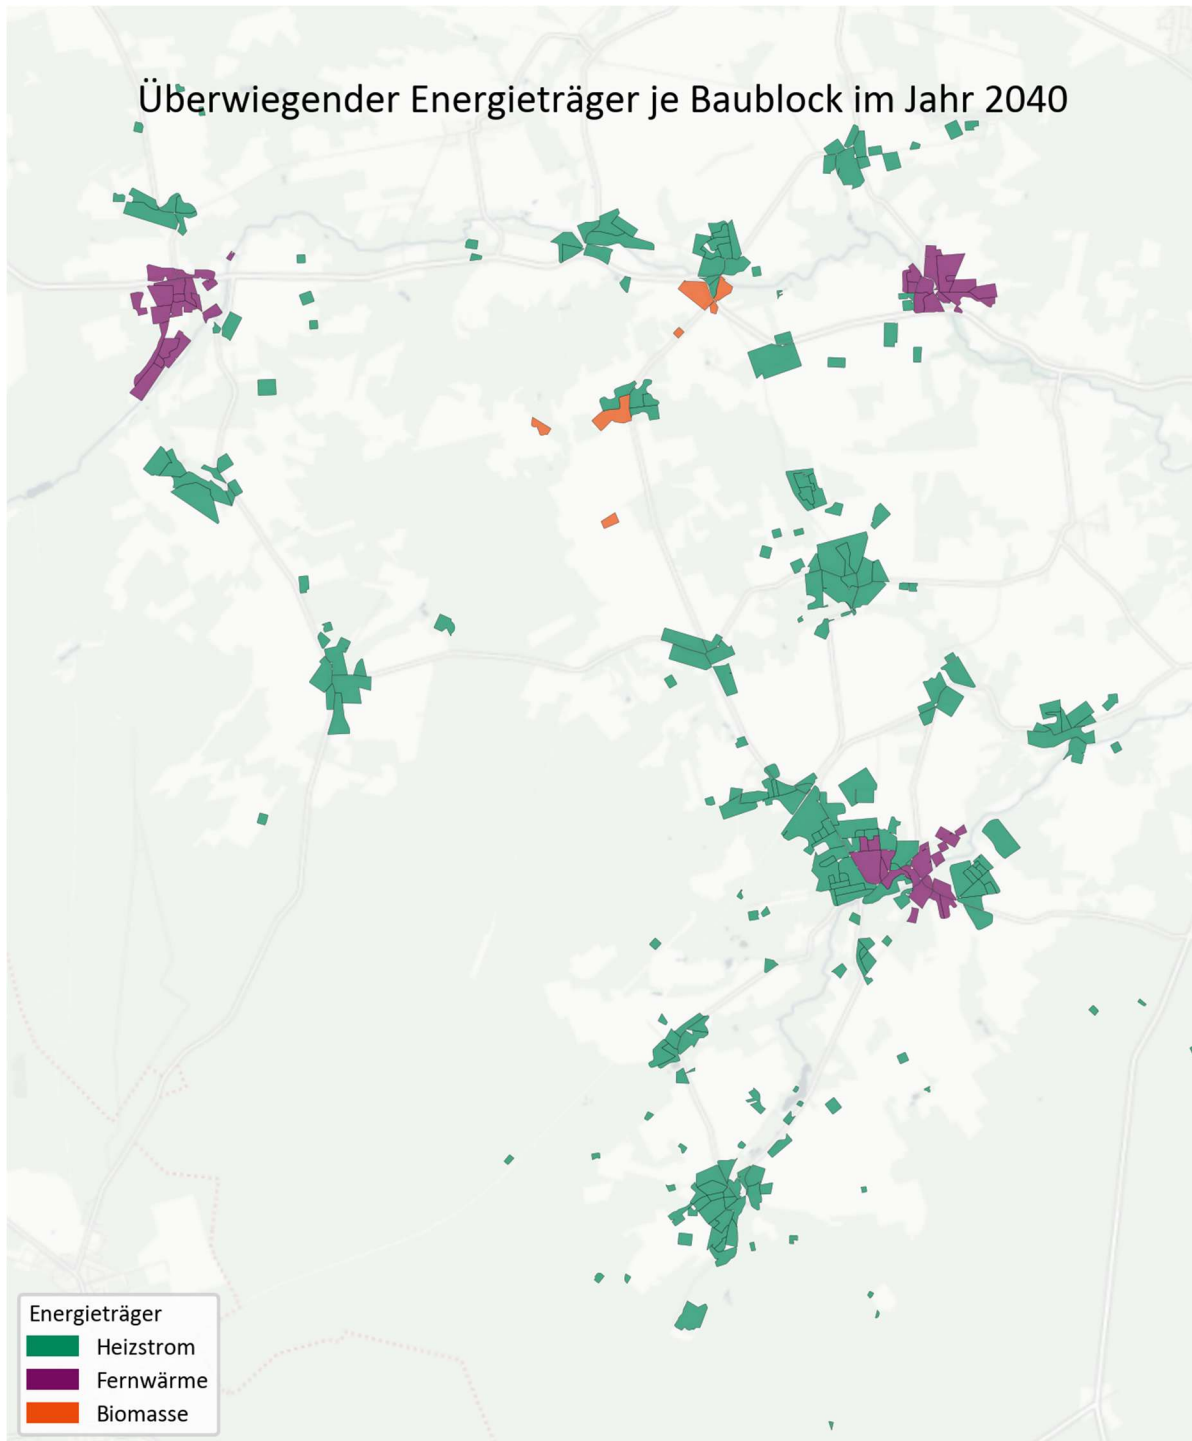 Überwiegender Energieträger je Baublock im Jahr 2040
Energieträger
Heizstrom
Fernwärme
Biomasse